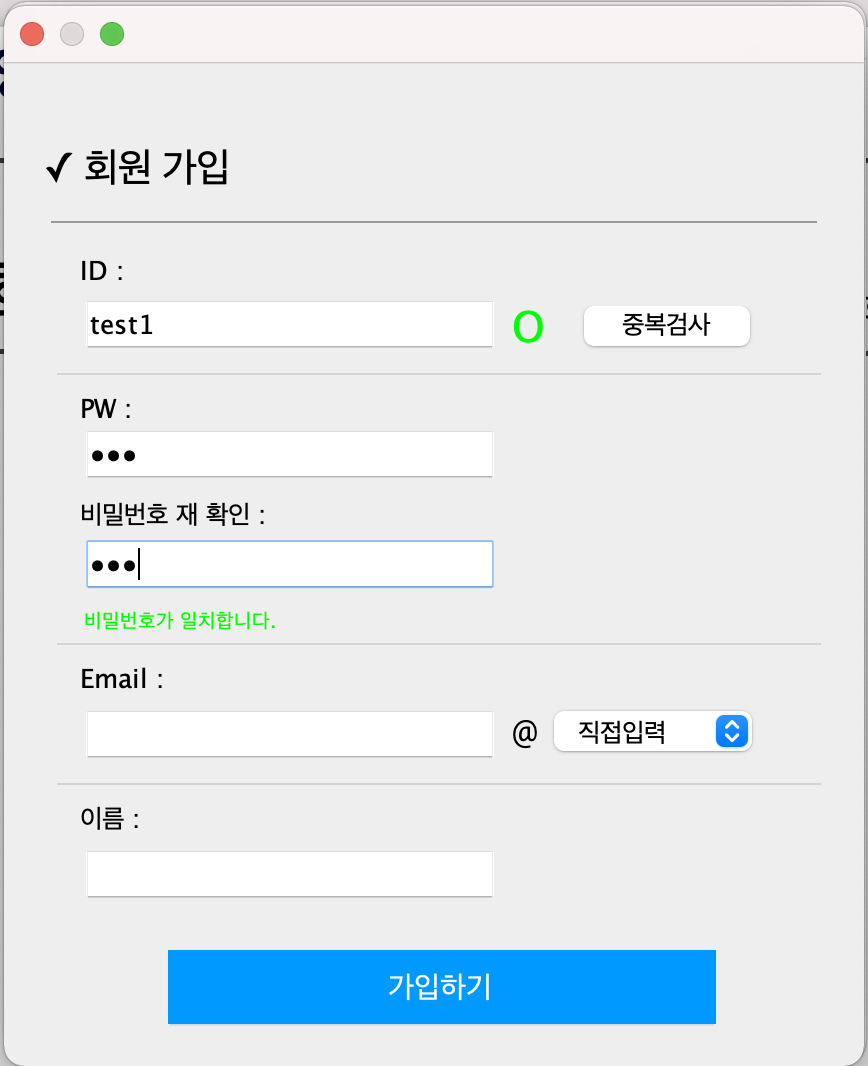 ✓ 회원 가입
ID :
test1 O 중복검사
PW :
●●●
비밀번호 재 확인 :
●●●
비밀번호가 일치합니다.
Email :
@ 직접입력
이름 :
가입하기